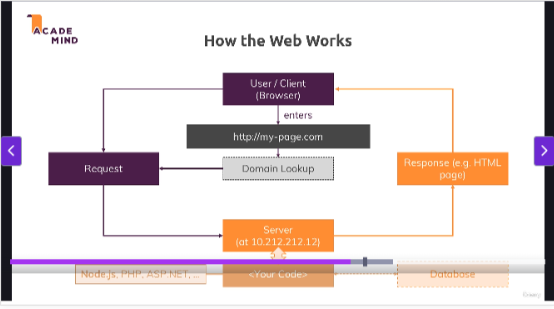 ACADE
MIND
How the Web Works
User / Client
(Browser)
enters
http://my-page.com
Request
Domain Lookup
Response (e.g. HTML
page)
Server
(at 10.212.212.12)
Node.js, PHP, ASP.NET, ...
<Your Code>
Database